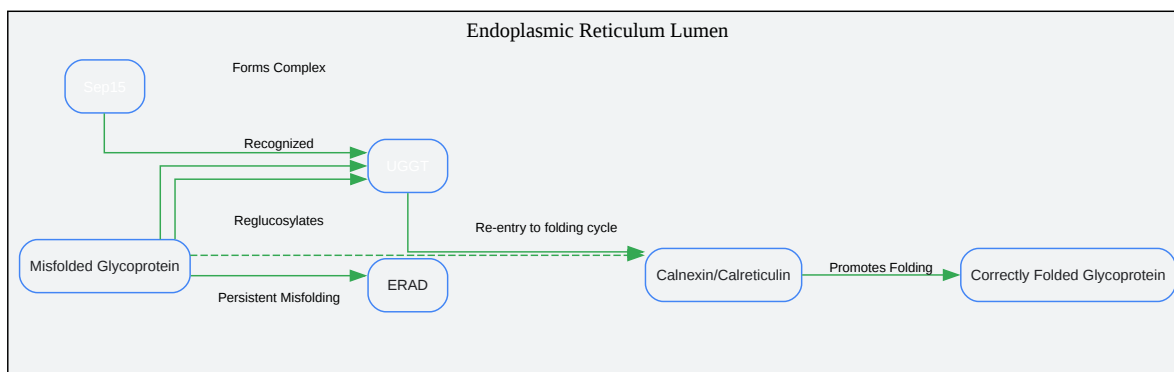 Endoplasmic Reticulum Lumen
Forms Complex
Sep15
Recognized
UGGT
Reglucosylates
Re-entry to folding cycle
Misfolded Glycoprotein
Calnexin/Calreticulin
Promotes Folding
Correctly Folded Glycoprotein
ERAD
Persistent Misfolding